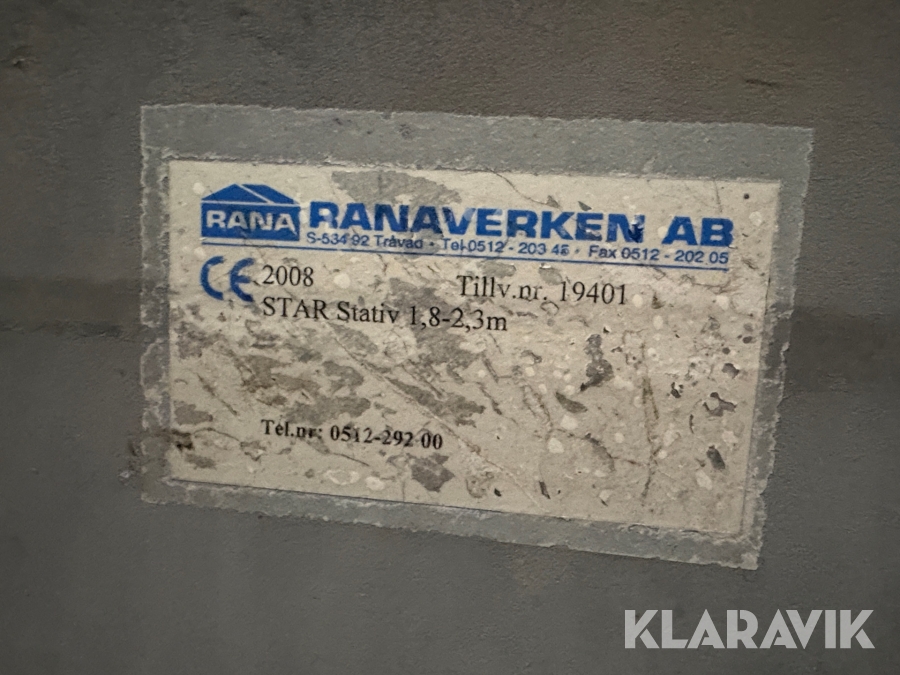 RANA RANAVERKEN AB
S-534 92 Tråvad • Tel 0512 - 203 45 • Fax 0512 - 202 05
CE 2008 Tillv.nr. 19401
STAR Stativ 1,8-2,3m
Tel.nr: 0512-292 00
KLARAVIK